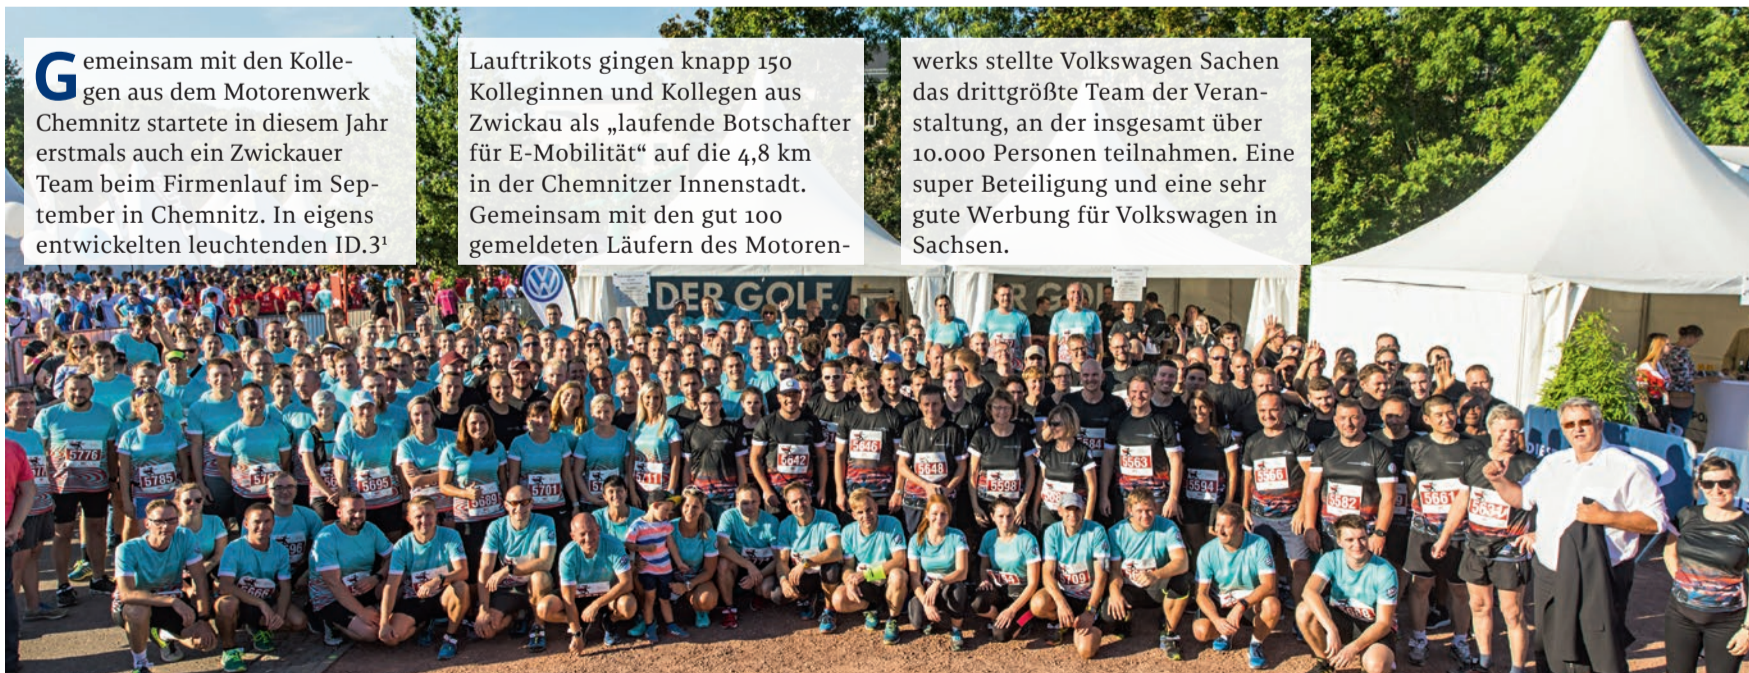 Gemeinsam mit den Kolle-
gen aus dem Motorenwerk
Chemnitz startete in diesem Jahr
erstmals auch ein Zwickauer
Team beim Firmenlauf im Sep-
tember in Chemnitz. In eigens
entwickelten leuchtenden ID.3¹
Lauftrikots gingen knapp 150
Kolleginnen und Kollegen aus
Zwickau als „laufende Botschafter
für E-Mobilität“ auf die 4,8 km
in der Chemnitzer Innenstadt.
Gemeinsam mit den gut 100
gemeldeten Läufern des Motoren-
werks stellte Volkswagen Sachen
das drittgrößte Team der Veran-
staltung, an der insgesamt über
10.000 Personen teilnahmen. Eine
super Beteiligung und eine sehr
gute Werbung für Volkswagen in
Sachsen.
VW
DER GOLF.
5776
5785
5695
5701
5642
5646
5648
5598
5584
5563
5594
5566
5582
5661